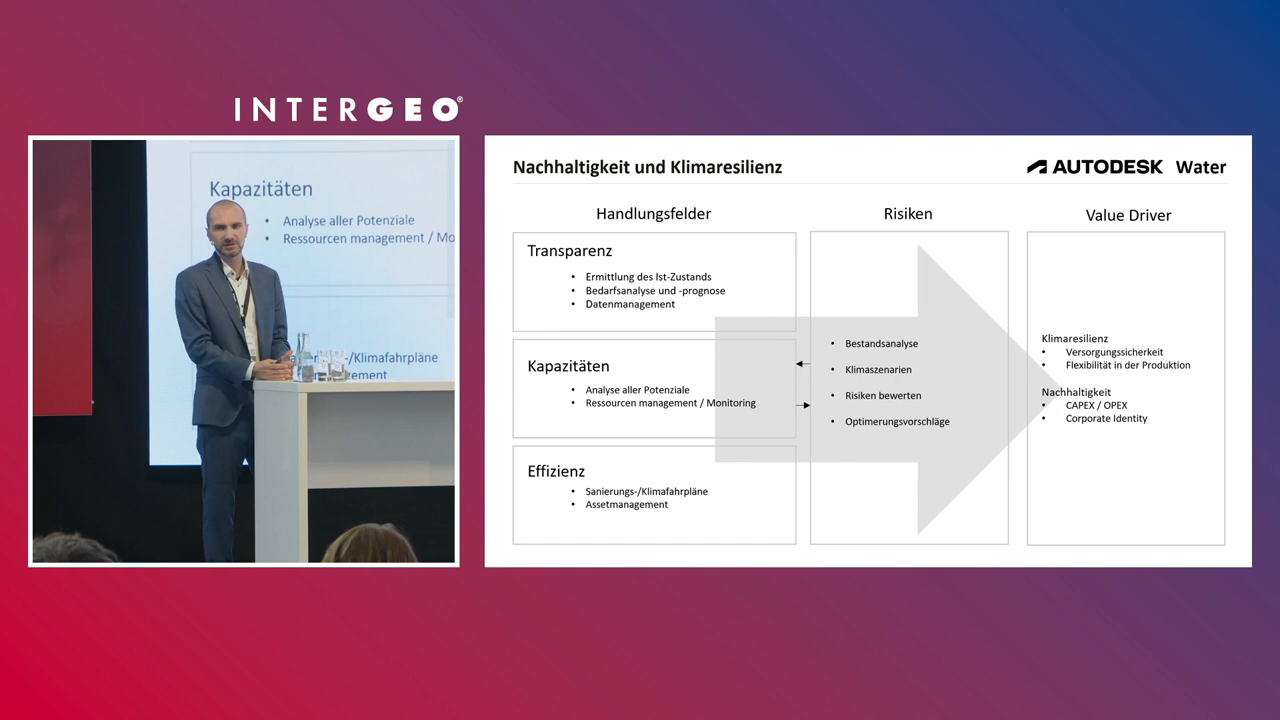 INTERGEO®
Kapazitäten
• Analyse aller Potenziale
• Ressourcen management / Mo
-/Klimafahrpläne
ement
Nachhaltigkeit und Klimaresilienz
AUTODESK Water
Handlungsfelder
Transparenz
• Ermittlung des Ist-Zustands
• Bedarfsanalyse und -prognose
• Datenmanagement
Kapazitäten
• Analyse aller Potenziale
• Ressourcen management / Monitoring
Effizienz
• Sanierungs-/Klimafahrpläne
• Assetmanagement
Risiken
• Bestandsanalyse
• Klimaszenarien
• Risiken bewerten
• Optimerungsvorschläge
Value Driver
Klimaresilienz
• Versorgungssicherheit
• Flexibilität in der Produktion
Nachhaltigkeit
• CAPEX / OPEX
• Corporate Identity